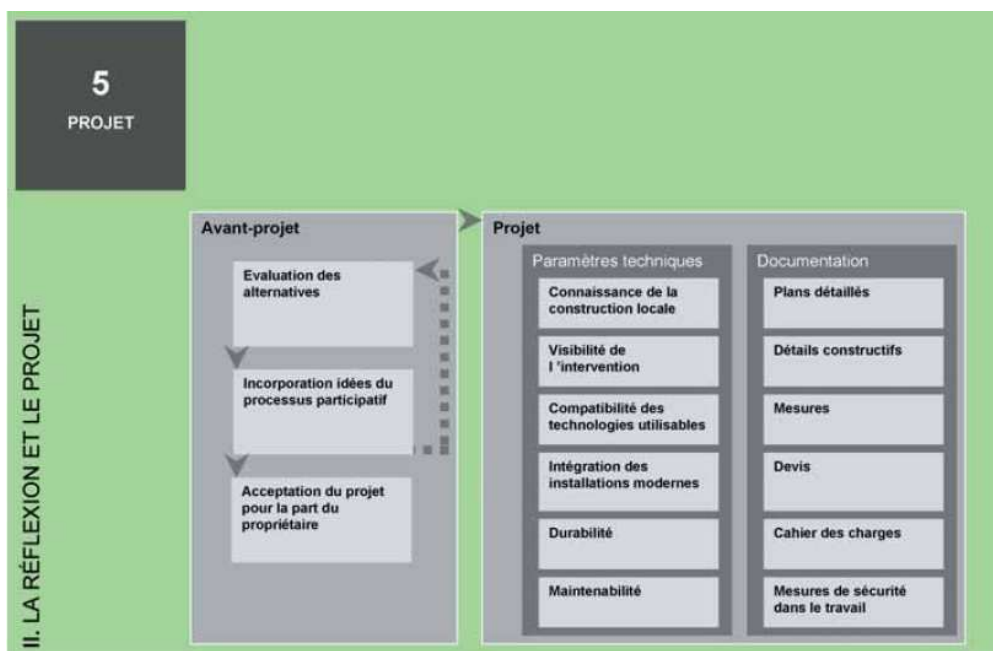 5
PROJET
II. LA RÉFLEXION ET LE PROJET
Avant-projet
Evaluation des
alternatives
Incorporation idées du
processus participatif
Acceptation du projet
pour la part du
propriétaire
Projet
Paramètres techniques
Connaissance de la
construction locale
Visibilité de
l 'intervention
Compatibilité des
technologies utilisables
Intégration des
installations modernes
Durabilité
Maintenabilité
Documentation
Plans détaillés
Détails constructifs
Mesures
Devis
Cahier des charges
Mesures de sécurité
dans le travail